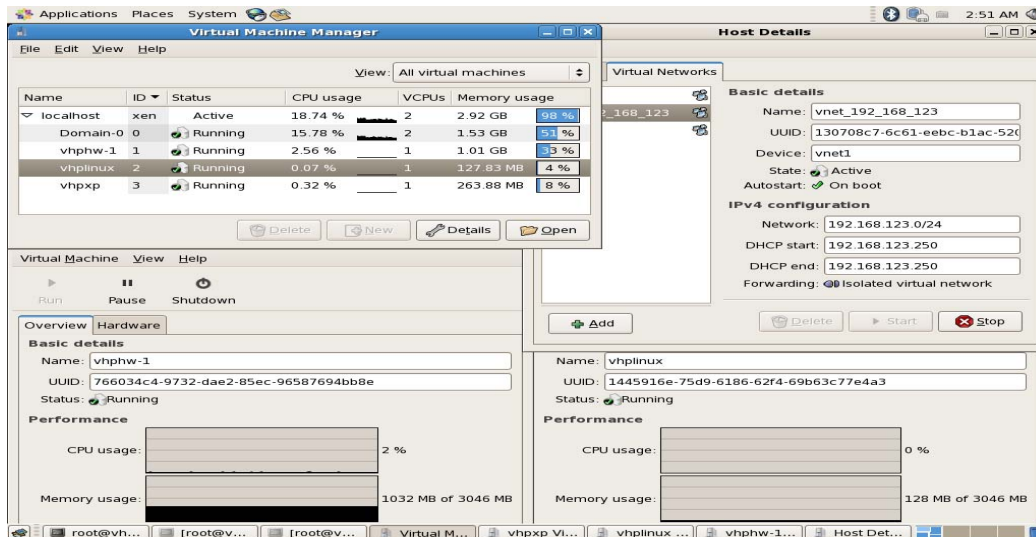 Applications Places System 2:51 AM
Virtual Machine Manager
File Edit View Help
View: All virtual machines
Name ID Status CPU usage VCPUs Memory usage
localhost xen Active 18.74 % 2 2.92 GB 98 %
Domain-0 0 Running 15.78 % 2 1.53 GB 51 %
vhphw-1 1 Running 2.56 % 1 1.01 GB 33 %
vhplinux 2 Running 0.07 % 1 127.83 MB 4 %
vhpxp 3 Running 0.32 % 1 263.88 MB 8 %
Delete New Details Open
Host Details
Virtual Networks
_168_123
Basic details
Name: vnet_192_168_123
UUID: 130708c7-6c61-eebc-b1ac-520
Device: vnet1
State: Active
Autostart: On boot
IPv4 configuration
Network: 192.168.123.0/24
DHCP start: 192.168.123.250
DHCP end: 192.168.123.250
Forwarding: Isolated virtual network
Add Delete Start Stop
Virtual Machine View Help
Run Pause Shutdown
Overview Hardware
Basic details
Name: vhphw-1
UUID: 766034c4-9732-dae2-85ec-96587694bb8e
Status: Running
Performance
CPU usage: 2 %
Memory usage: 1032 MB of 3046 MB
Name: vhplinux
UUID: 1445916e-75d9-6186-62f4-69b63c77e4a3
Status: Running
Performance
CPU usage: 0 %
Memory usage: 128 MB of 3046 MB
root@vh... [root@v... [root@v... Virtual M... vhpxp Vi... vhplinux ... vhphw-1... Host Det...